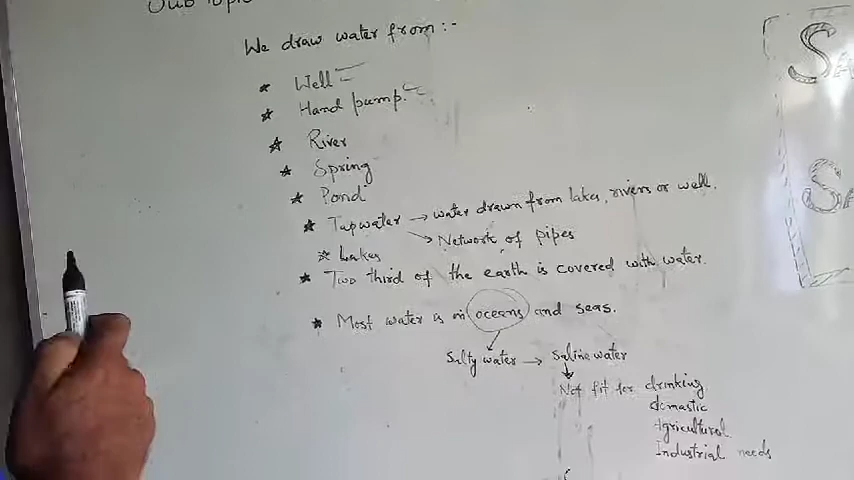 We draw water from :-
* Well
* Hand pump.
* River
* Spring
* Pond
* Tapwater → water drawn from lakes, rivers or well.
→ Network of pipes
* Lakes
* Two third of the earth is covered with water.
* Most water is in oceans and seas.
Salty water → Saline water
Not fit for drinking
domastic
Agricultural
Industrial needs